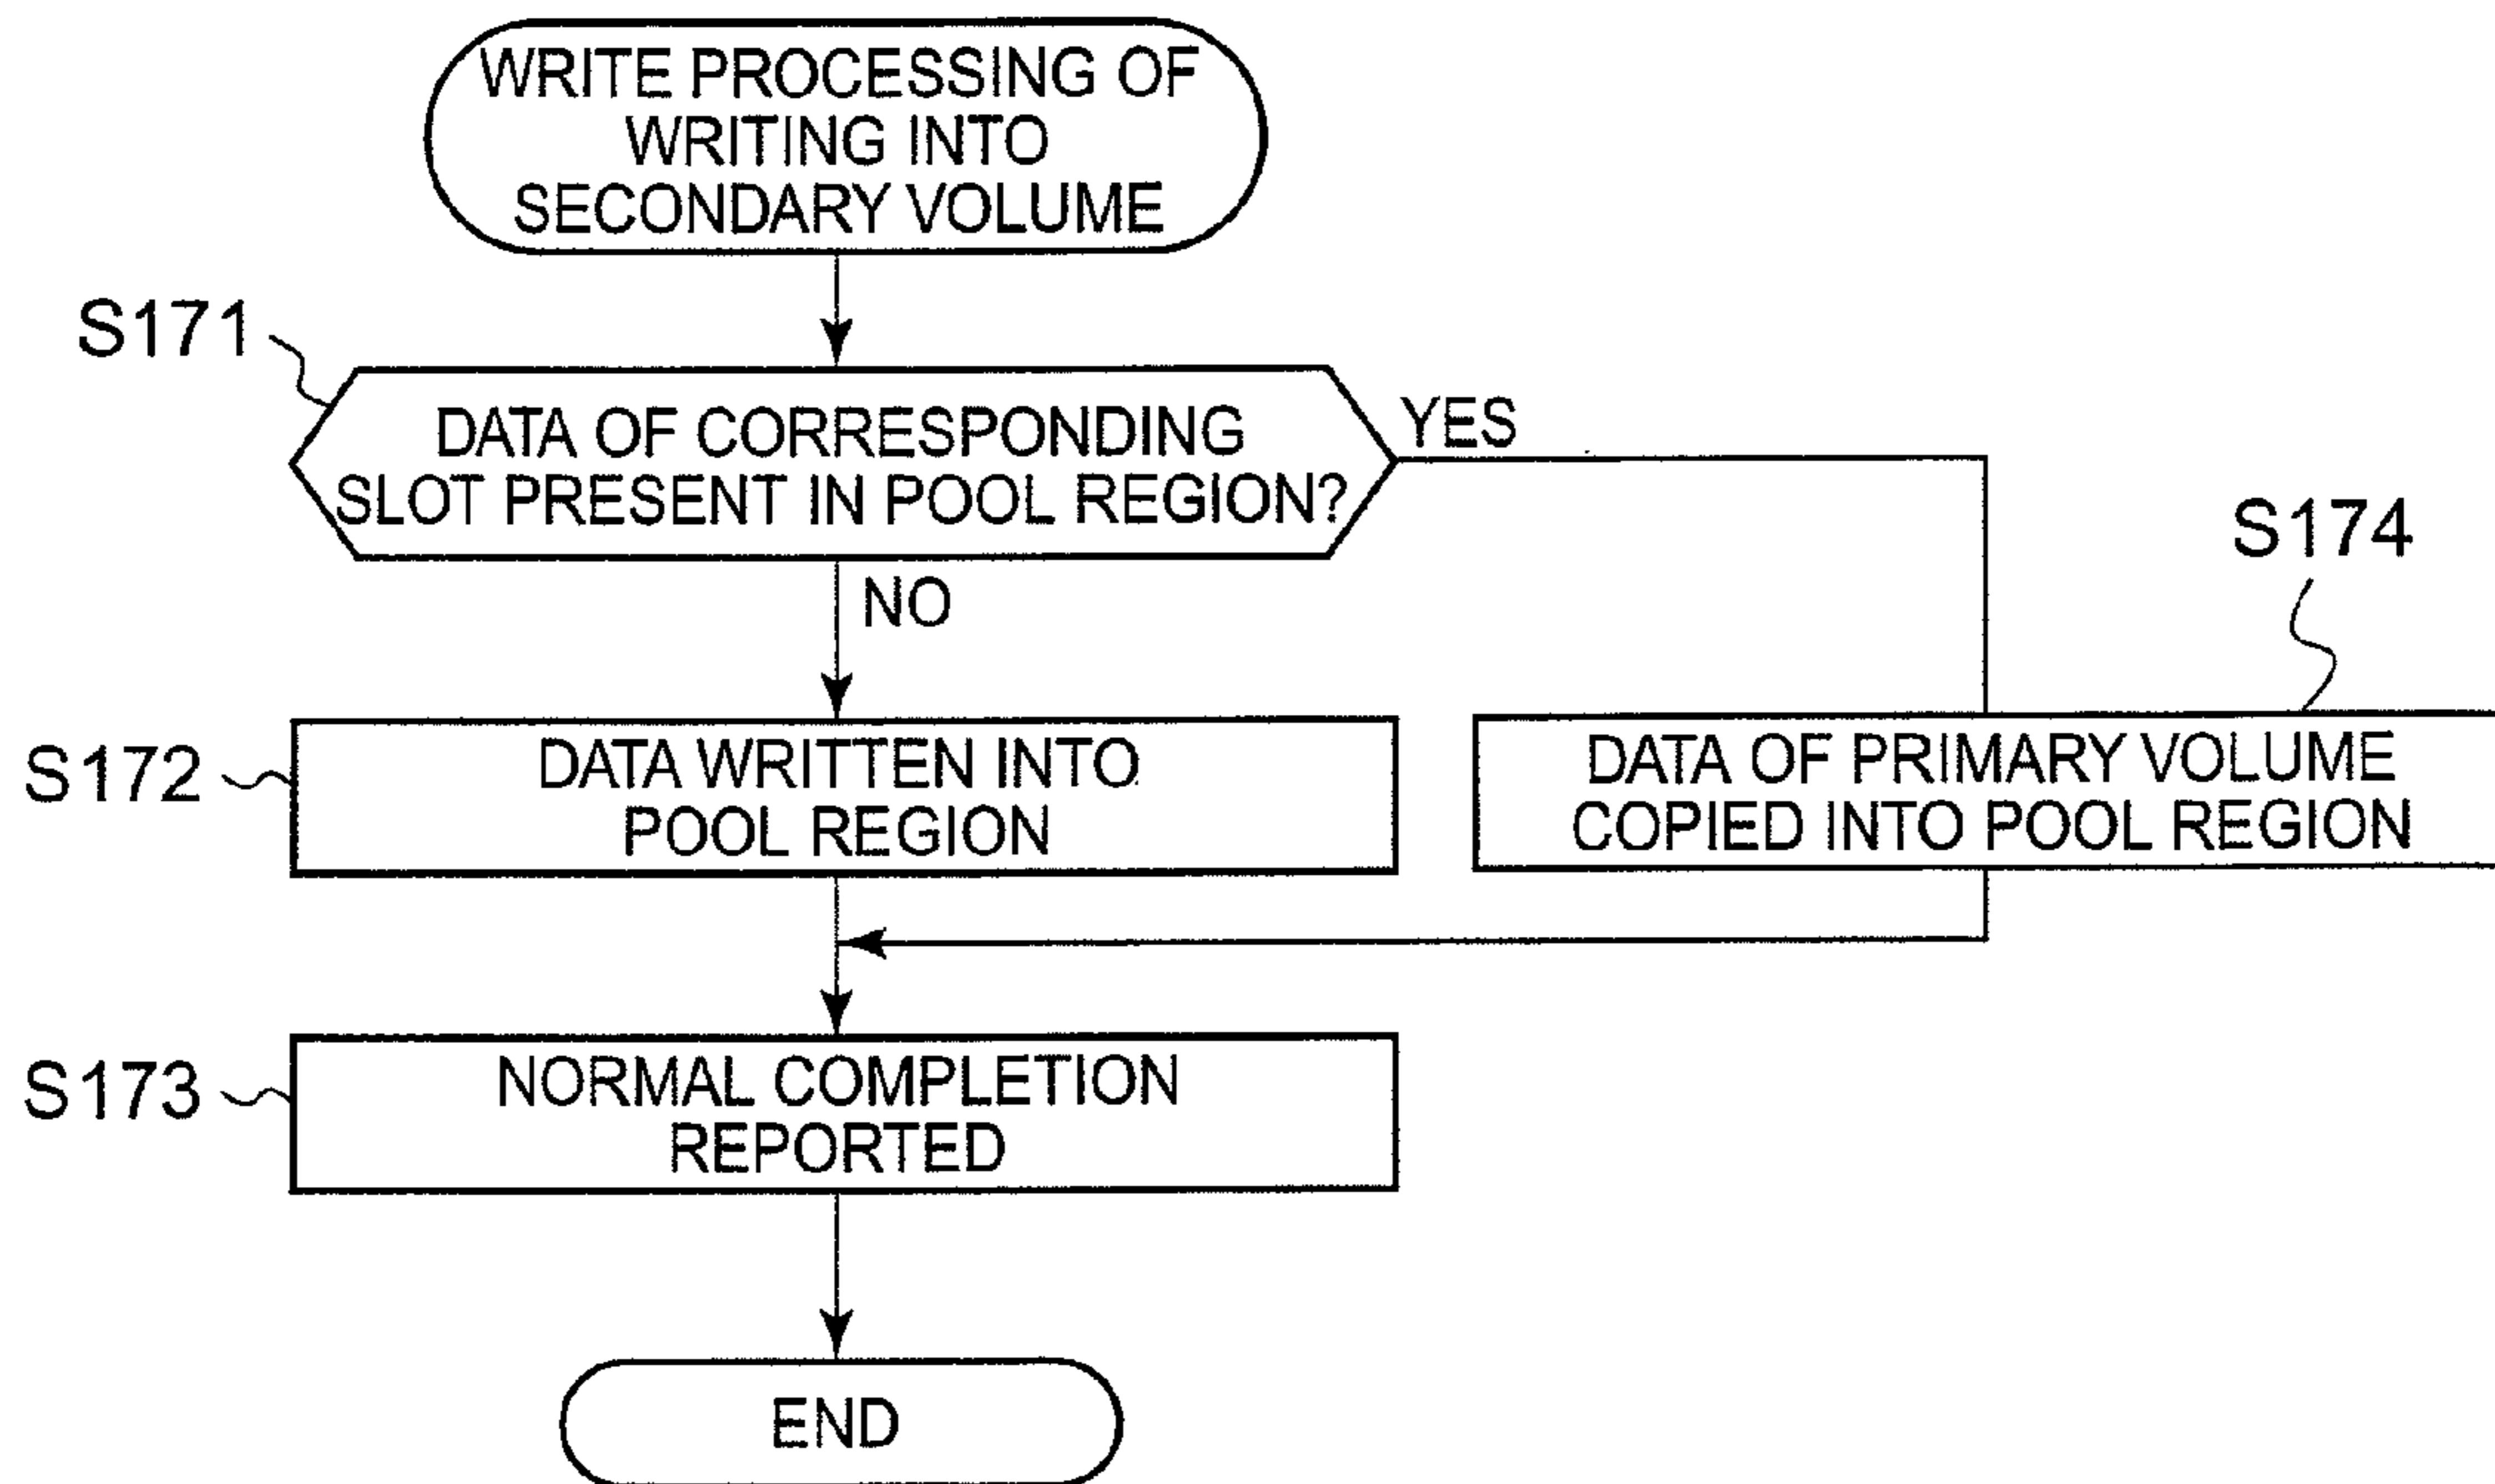 WRITE PROCESSING OF
WRITING INTO
SECONDARY VOLUME
S171
DATA OF CORRESPONDING
SLOT PRESENT IN POOL REGION?
YES
NO
S174
S172
DATA WRITTEN INTO
POOL REGION
DATA OF PRIMARY VOLUME
COPIED INTO POOL REGION
S173
NORMAL COMPLETION
REPORTED
END